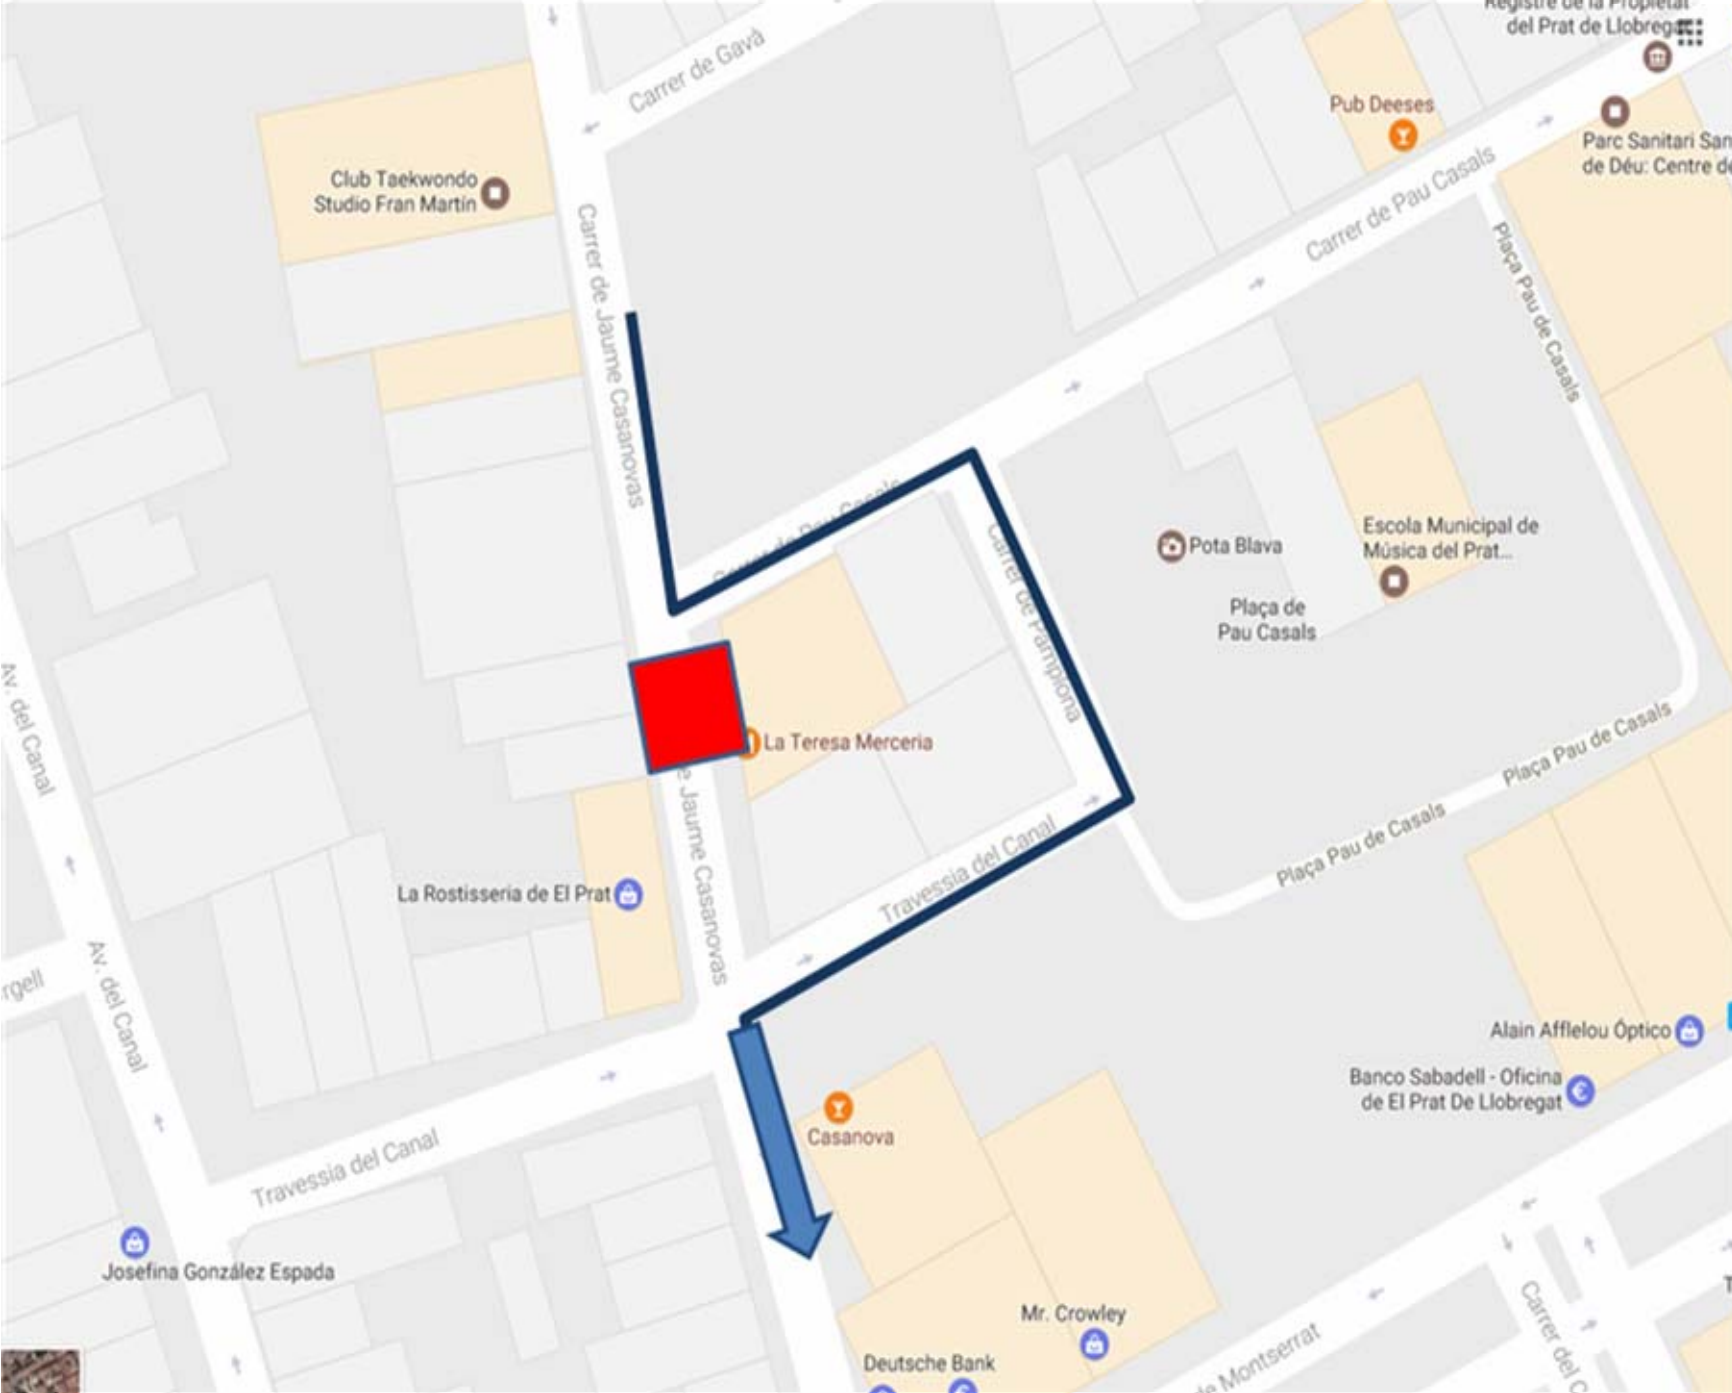 Registre de la Propietat
del Prat de Llobregat
Carrer de Gavà
Pub Deeses
Parc Sanitari San
de Déu: Centre de
Club Taekwondo
Studio Fran Martín
Carrer de Pau Casals
Carrer de Jaume Casanovas
Plaça Pau de Casals
Carrer de Pau Casals
Escola Municipal de
Música del Prat...
Pota Blava
Carrer de Pamplona
Plaça de
Pau Casals
Av. del Canal
La Teresa Merceria
Plaça Pau de Casals
e Jaume Casanovas
Plaça Pau de Casals
Travessia del Canal
La Rostisseria de El Prat
Av. del Canal
rgell
Alain Afflelou Óptico
Banco Sabadell - Oficina
de El Prat De Llobregat
Casanova
Travessia del Canal
Josefina González Espada
T
Mr. Crowley
Carrer del C
de Montserrat
Deutsche Bank